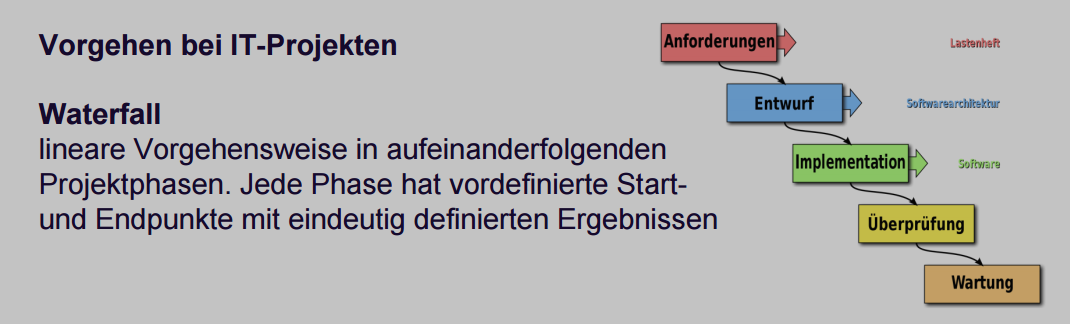 Vorgehen bei IT-Projekten
Waterfall
lineare Vorgehensweise in aufeinanderfolgenden
Projektphasen. Jede Phase hat vordefinierte Start-
und Endpunkte mit eindeutig definierten Ergebnissen
Anforderungen
Lastenheft
Entwurf
Softwarearchitektur
Implementation
Software
Überprüfung
Wartung